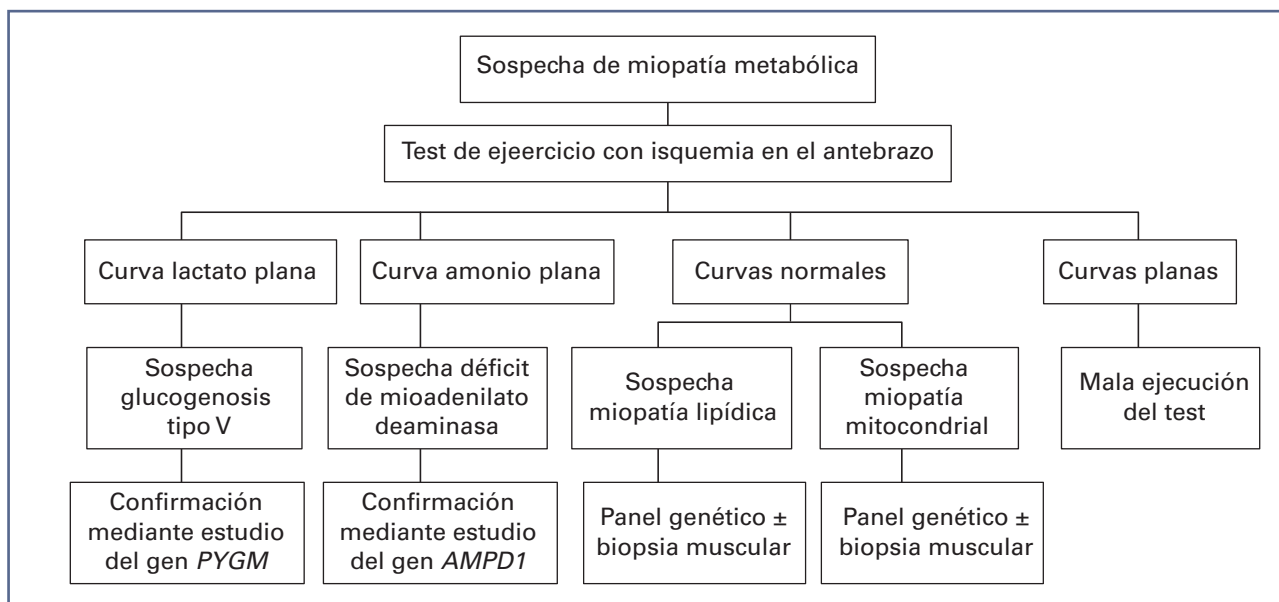 Sospecha de miopatía metabólica
Test de ejeercicio con isquemia en el antebrazo
Curva lactato plana
Curva amonio plana
Curvas normales
Curvas planas
Sospecha
glucogenosis
tipo V
Sospecha déficit
de mioadenilato
deaminasa
Sospecha
miopatía lipídica
Sospecha
miopatía
mitocondrial
Mala ejecución
del test
Confirmación
mediante estudio
del gen PYGM
Confirmación
mediante estudio
del gen AMPD1
Panel genético ±
biopsia muscular
Panel genético ±
biopsia muscular